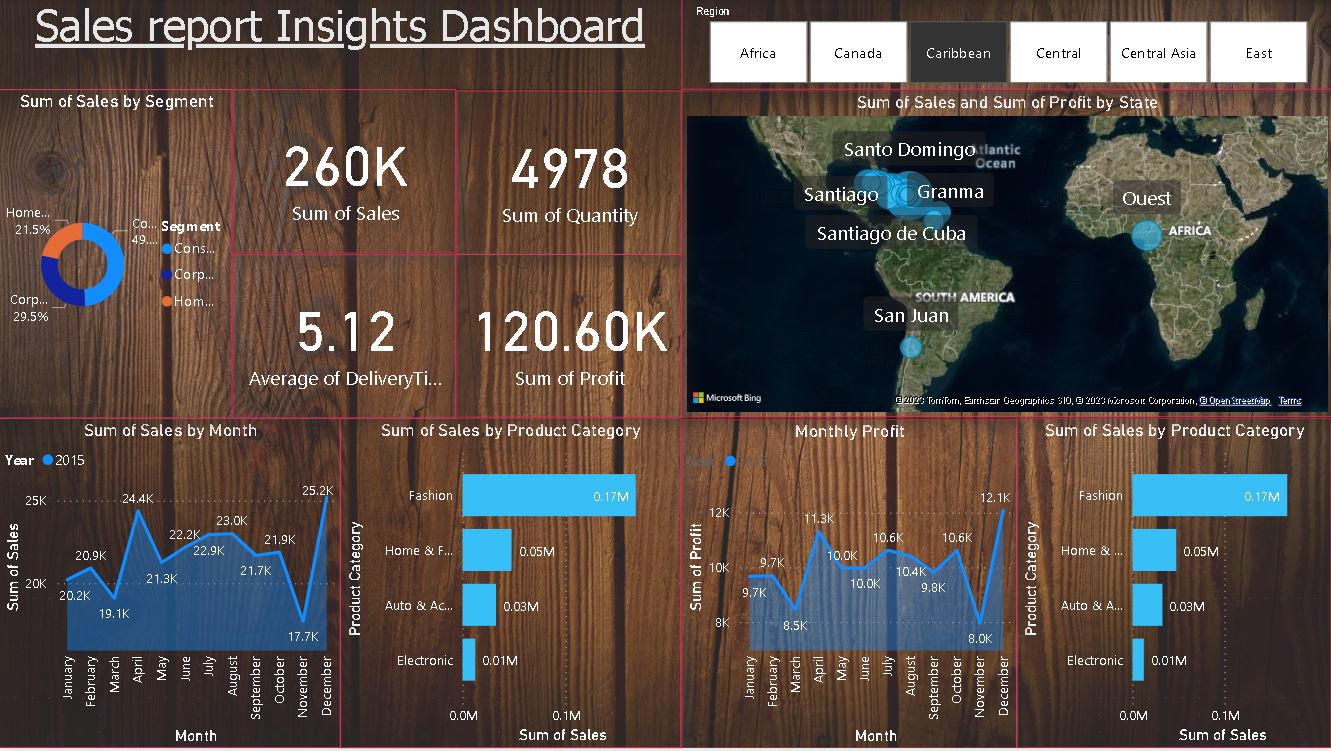 Sales report Insights Dashboard
Region
Africa
Canada
Caribbean
Central
Central Asia
East
Sum of Sales by Segment
Home...
21.5%
Co...
49....
Corp...
29.5%
Segment
Cons...
Corp...
Hom...
260K
Sum of Sales
4978
Sum of Quantity
5.12
Average of DeliveryTi...
120.60K
Sum of Profit
Sum of Sales and Sum of Profit by State
Santo Domingo
Atlantic
Ocean
Santiago
Granma
Santiago de Cuba
Ouest
AFRICA
SOUTH AMERICA
San Juan
Microsoft Bing
© 2023 TomTom, Earthstar Geographics SIO, © 2023 Microsoft Corporation, © OpenStreetMap Terms
Sum of Sales by Month
Year 2015
Sum of Sales
25K
20K
20.2K
20.9K
19.1K
24.4K
21.3K
22.2K
22.9K
23.0K
21.7K
21.9K
17.7K
25.2K
January
February
March
April
May
June
July
August
September
October
November
December
Month
Sum of Sales by Product Category
Product Category
Fashion
0.17M
Home & F...
0.05M
Auto & Ac...
0.03M
Electronic
0.01M
0.0M
0.1M
Sum of Sales
Monthly Profit
Sum of Profit
12K
10K
8K
9.7K
9.7K
8.5K
11.3K
10.0K
10.0K
10.6K
10.4K
9.8K
10.6K
8.0K
12.1K
January
February
March
April
May
June
July
August
September
October
November
December
Month
Sum of Sales by Product Category
Product Category
Fashion
0.17M
Home & ...
0.05M
Auto & A...
0.03M
Electronic
0.01M
0.0M
0.1M
Sum of Sales